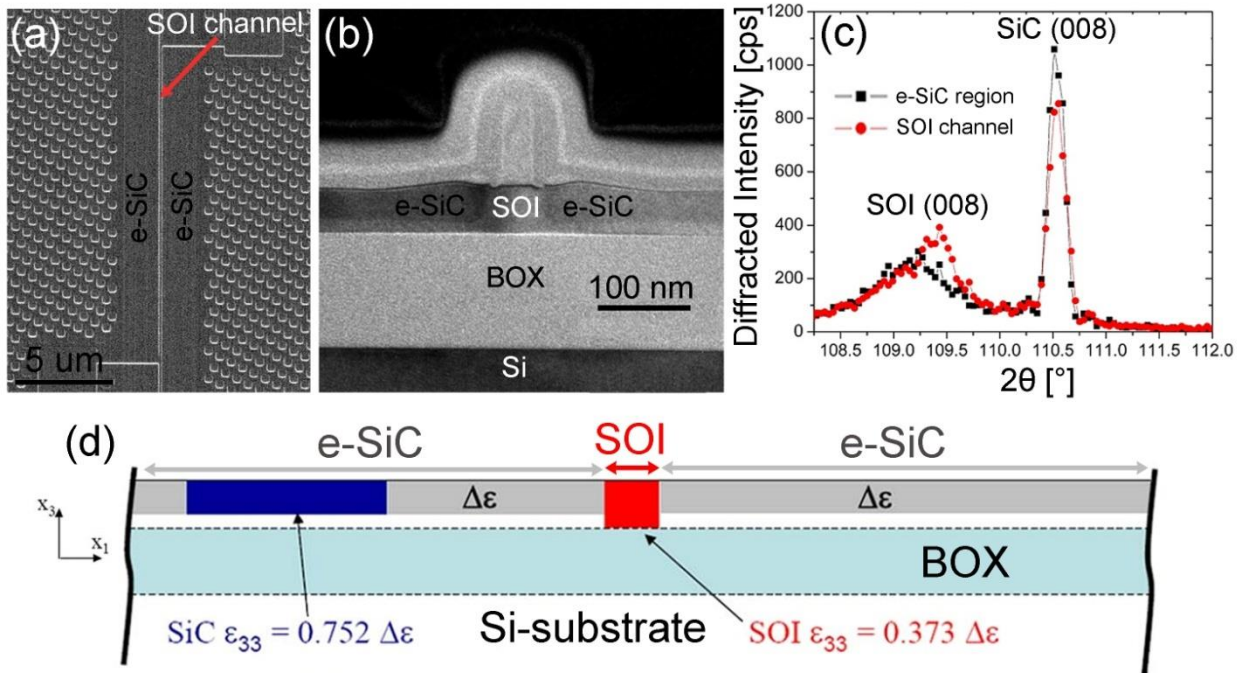 (a)
SOI channel
e-SiC
e-SiC
5 um
(b)
e-SiC
SOI
e-SiC
BOX
100 nm
Si
(c)
SiC (008)
e-SiC region
SOI channel
SOI (008)
Diffracted Intensity [cps]
1200
1000
800
600
400
200
0
108.5 109.0 109.5 110.0 110.5 111.0 111.5 112.0
2θ [°]
(d)
e-SiC
SOI
e-SiC
Δε
Δε
x₃
x₁
BOX
SiC ε₃₃ = 0.752 Δε
Si-substrate
SOI ε₃₃ = 0.373 Δε